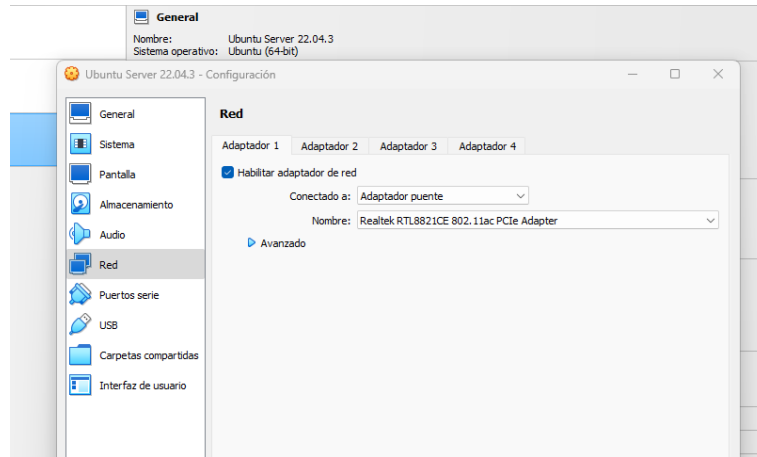 General
Nombre: Ubuntu Server 22.04.3
Sistema operativo: Ubuntu (64-bit)
Ubuntu Server 22.04.3 - Configuración
General
Sistema
Pantalla
Almacenamiento
Audio
Red
Puertos serie
USB
Carpetas compartidas
Interfaz de usuario
Red
Adaptador 1 Adaptador 2 Adaptador 3 Adaptador 4
Habilitar adaptador de red
Conectado a: Adaptador puente
Nombre: Realtek RTL8821CE 802.11ac PCIe Adapter
Avanzado